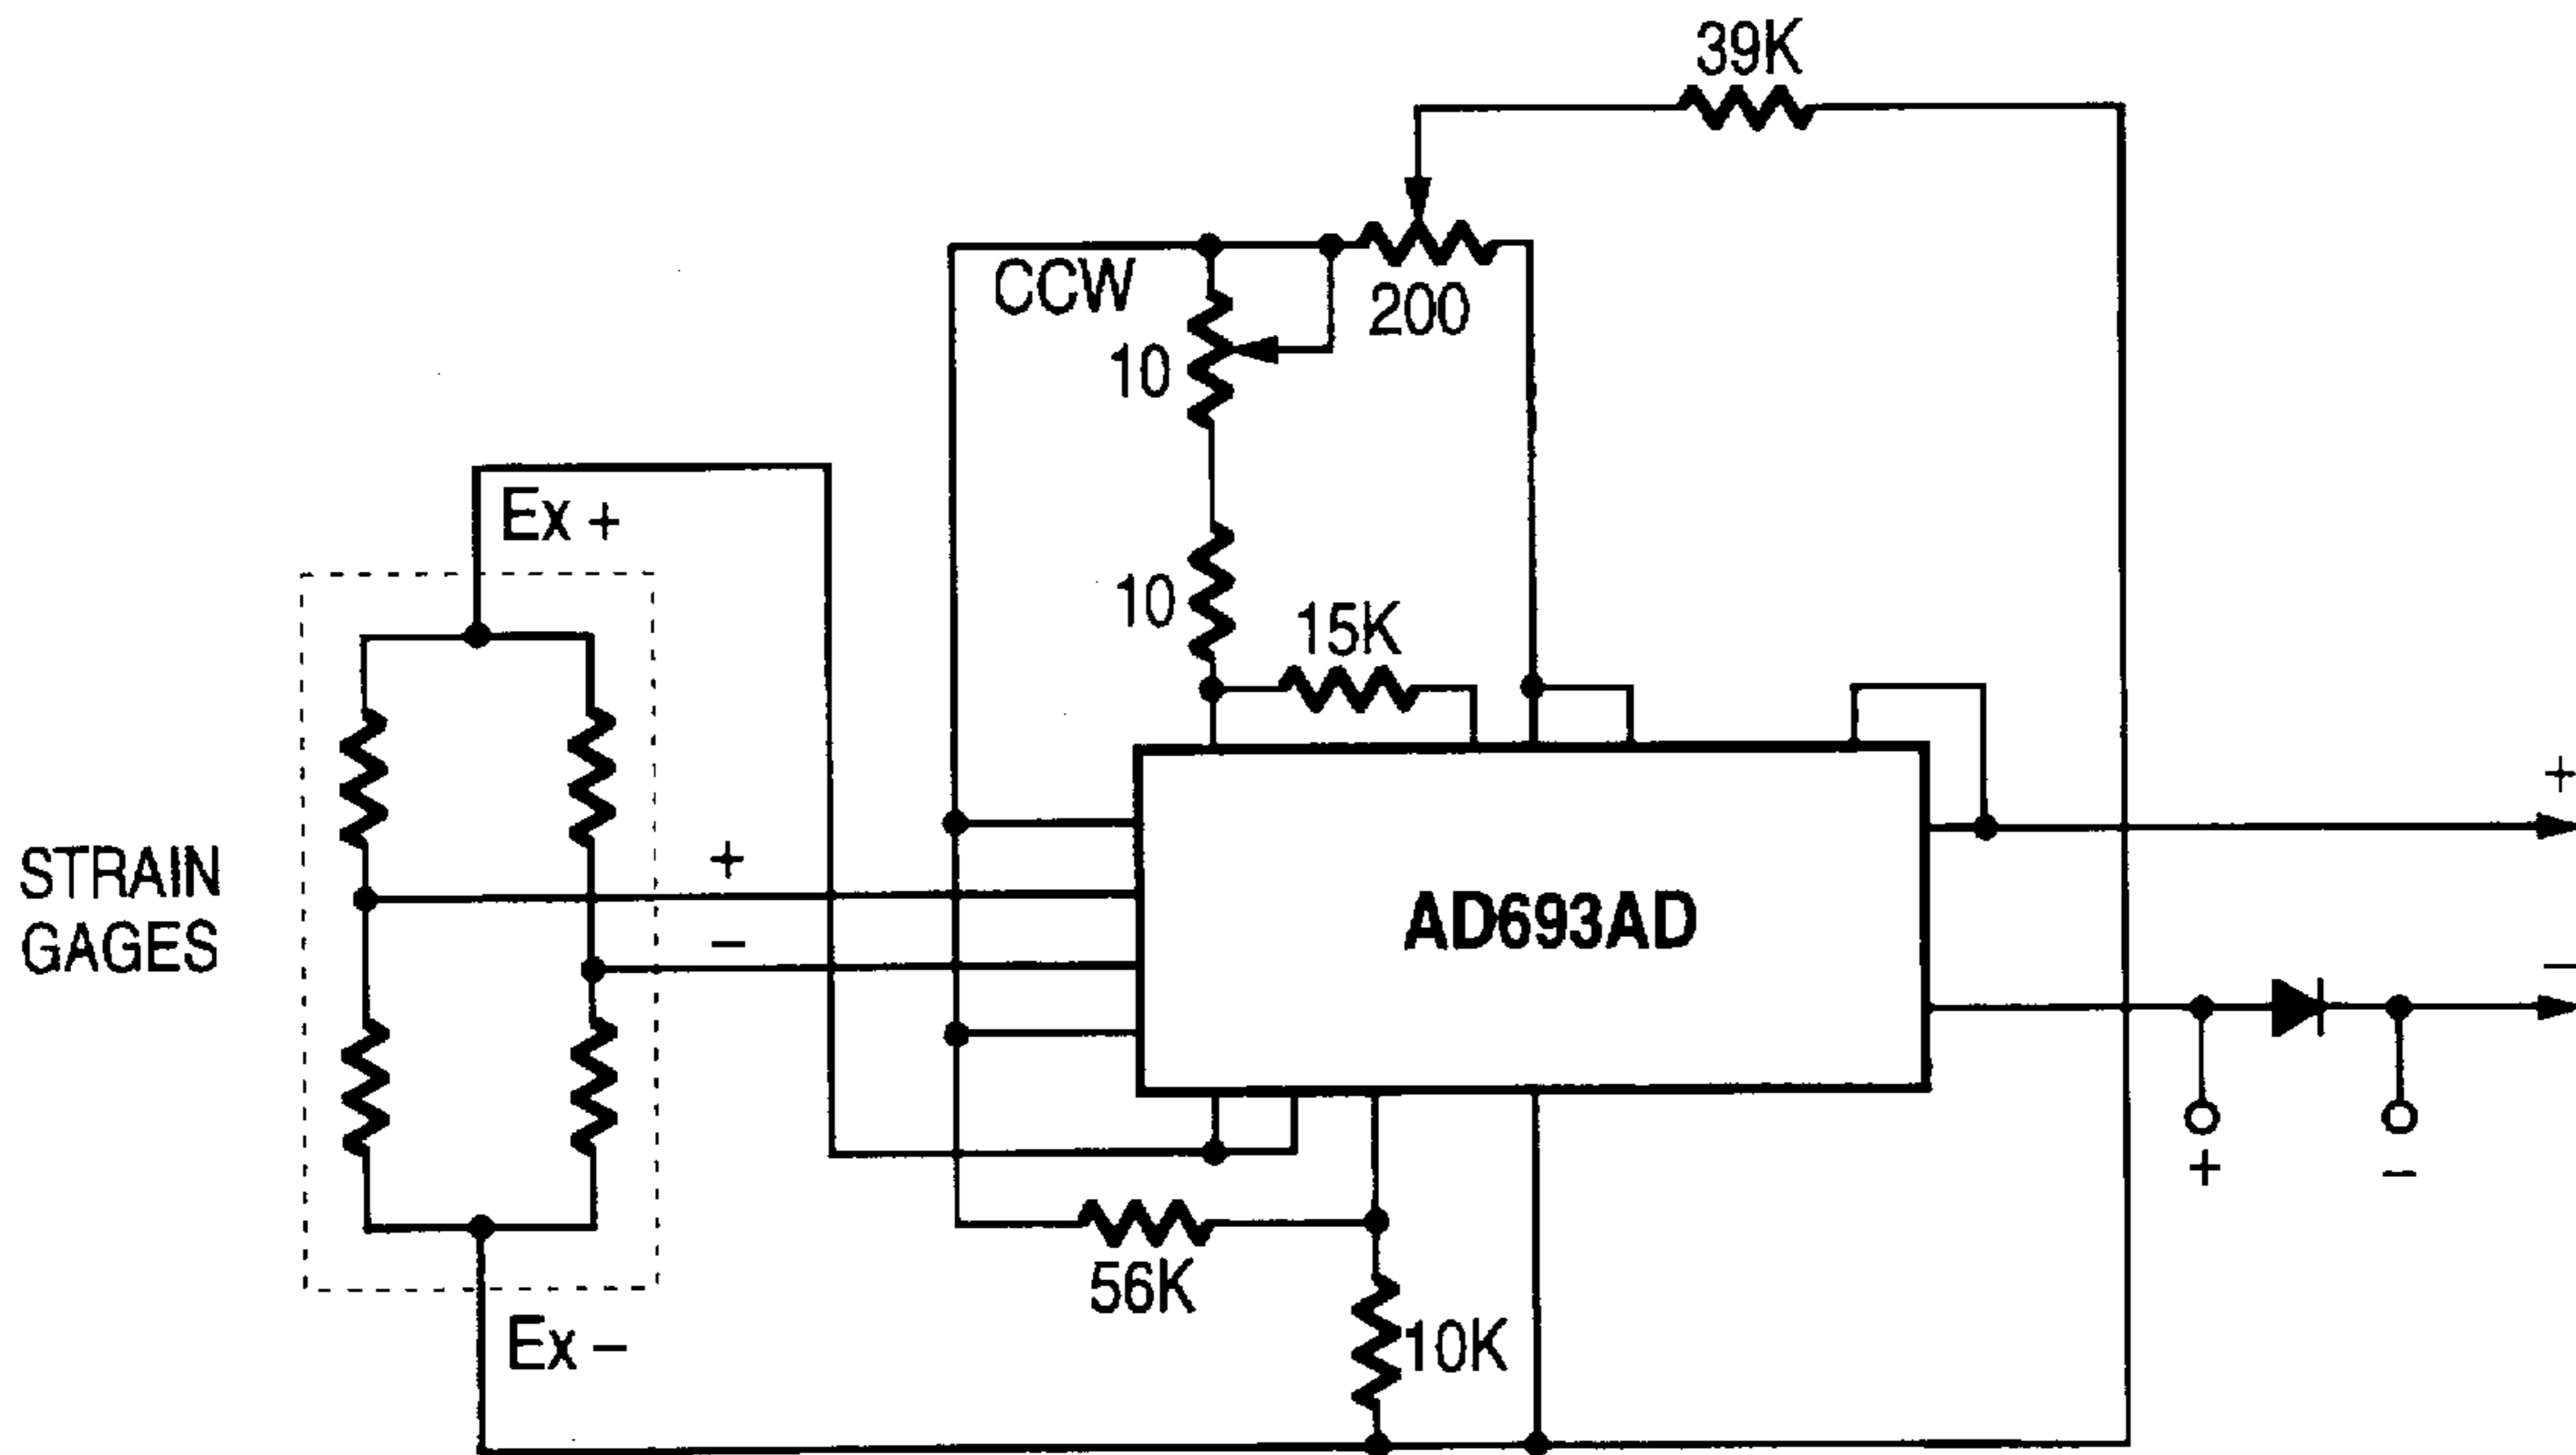 39K
CCW
200
10
Ex +
10
15K
+
STRAIN
GAGES
+
−
AD693AD
−
+
−
56K
Ex −
10K